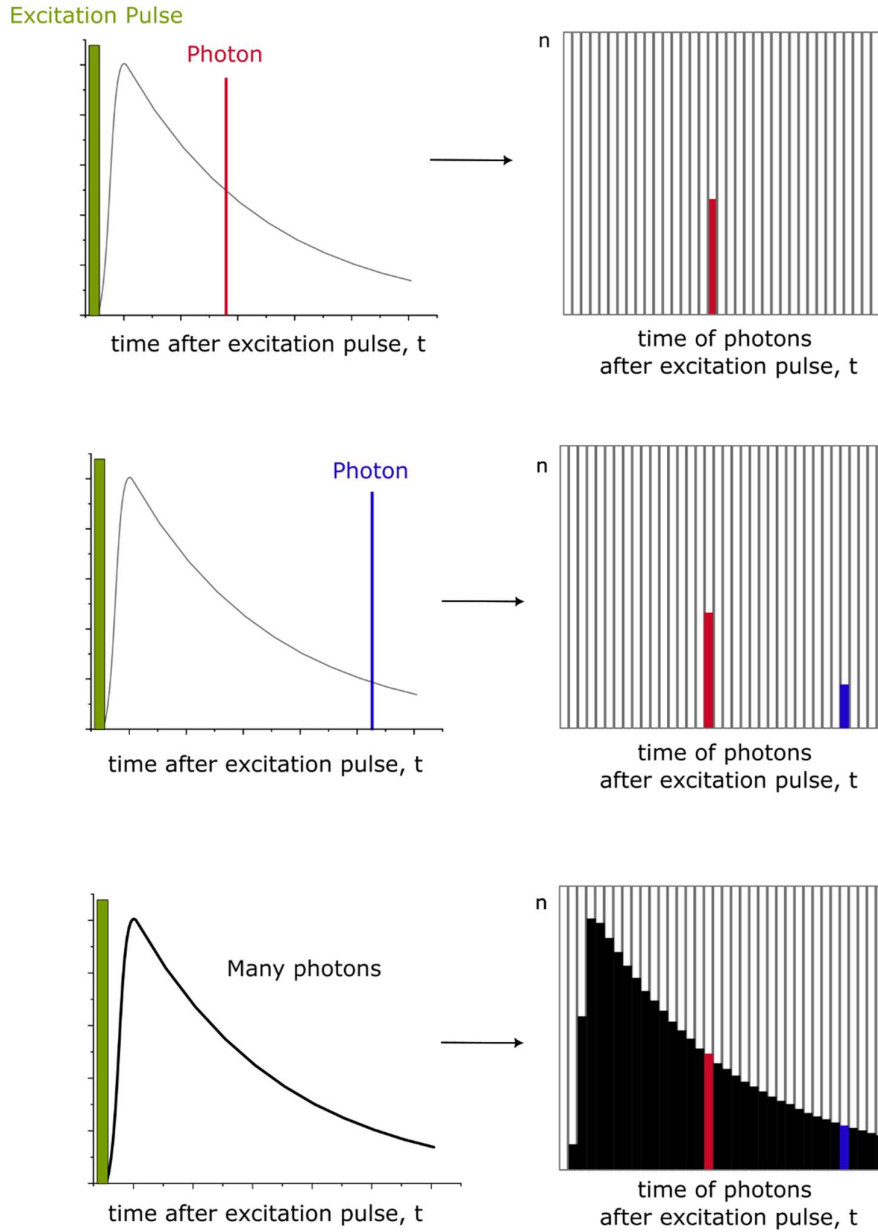 Excitation Pulse
Photon
n
time after excitation pulse, t
time of photons
after excitation pulse, t
Photon
n
time after excitation pulse, t
time of photons
after excitation pulse, t
Many photons
n
time after excitation pulse, t
time of photons
after excitation pulse, t